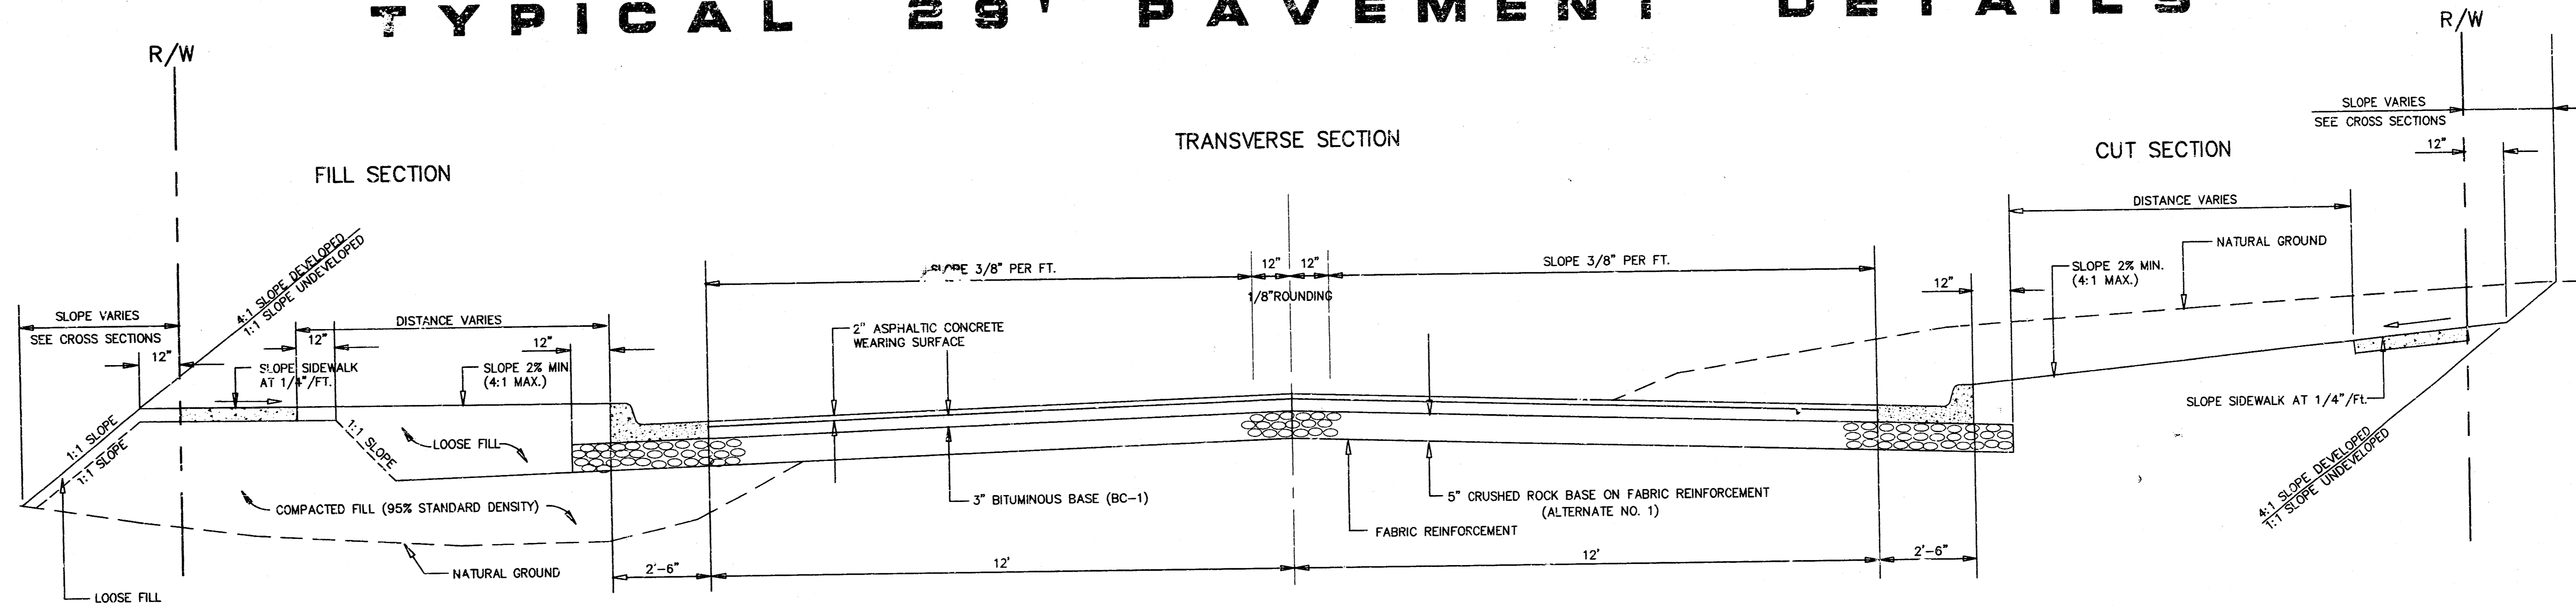 TYPICAL 29' PAVEMENT DETAILS
R/W
R/W
SLOPE VARIES
SEE CROSS SECTIONS
TRANSVERSE SECTION
FILL SECTION
CUT SECTION
12"
DISTANCE VARIES
4:1 SLOPE DEVELOPED
1:1 SLOPE UNDEVELOPED
SLOPE 3/8" PER FT.
12"
12"
SLOPE 3/8" PER FT.
1/8"ROUNDING
NATURAL GROUND
SLOPE 2% MIN.
(4:1 MAX.)
12"
SLOPE VARIES
SEE CROSS SECTIONS
12"
DISTANCE VARIES
12"
12"
2" ASPHALTIC CONCRETE
WEARING SURFACE
SLOPE SIDEWALK
AT 1/4"/FT.
SLOPE 2% MIN
(4:1 MAX.)
SLOPE SIDEWALK AT 1/4"/Ft.
1:1 SLOPE
1:1 SLOPE
1:1 SLOPE
LOOSE FILL
4:1 SLOPE DEVELOPED
1:1 SLOPE UNDEVELOPED
COMPACTED FILL (95% STANDARD DENSITY)
3" BITUMINOUS BASE (BC-1)
5" CRUSHED ROCK BASE ON FABRIC REINFORCEMENT
(ALTERNATE NO. 1)
FABRIC REINFORCEMENT
NATURAL GROUND
2'-6"
12'
12'
2'-6"
LOOSE FILL